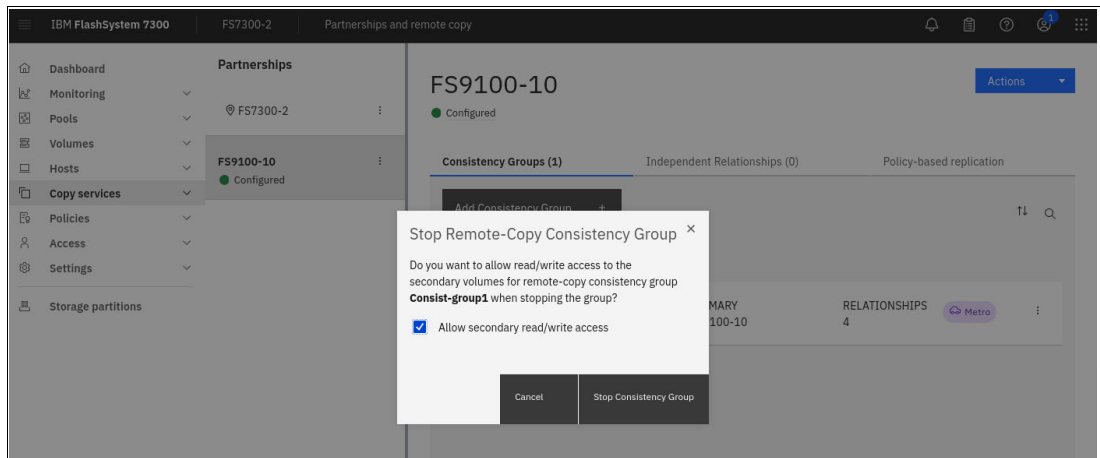 IBM FlashSystem 7300
FS7300-2
Partnerships and remote copy
1
Dashboard
Monitoring
Pools
Volumes
Hosts
Copy services
Policies
Access
Settings
Storage partitions
Partnerships
FS7300-2
FS9100-10
Configured
FS9100-10
Configured
Actions
Consistency Groups (1)
Independent Relationships (0)
Policy-based replication
Add Consistency Group +
Stop Remote-Copy Consistency Group ×
Do you want to allow read/write access to the
secondary volumes for remote-copy consistency group
Consist-group1 when stopping the group?
Allow secondary read/write access
Cancel
Stop Consistency Group
MARY
100-10
RELATIONSHIPS
4
Metro